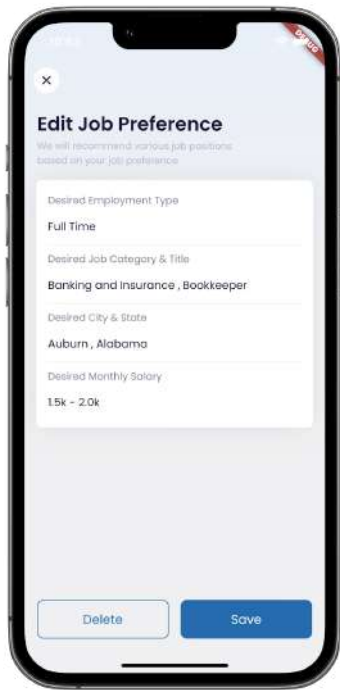 DEBUG
Edit Job Preference
We will recommend various job positions
based on your job preference
Desired Employment Type
Full Time
Desired Job Category & Title
Banking and Insurance , Bookkeeper
Desired City & State
Auburn , Alabama
Desired Monthly Salary
1.5k - 2.0k
Delete
Save